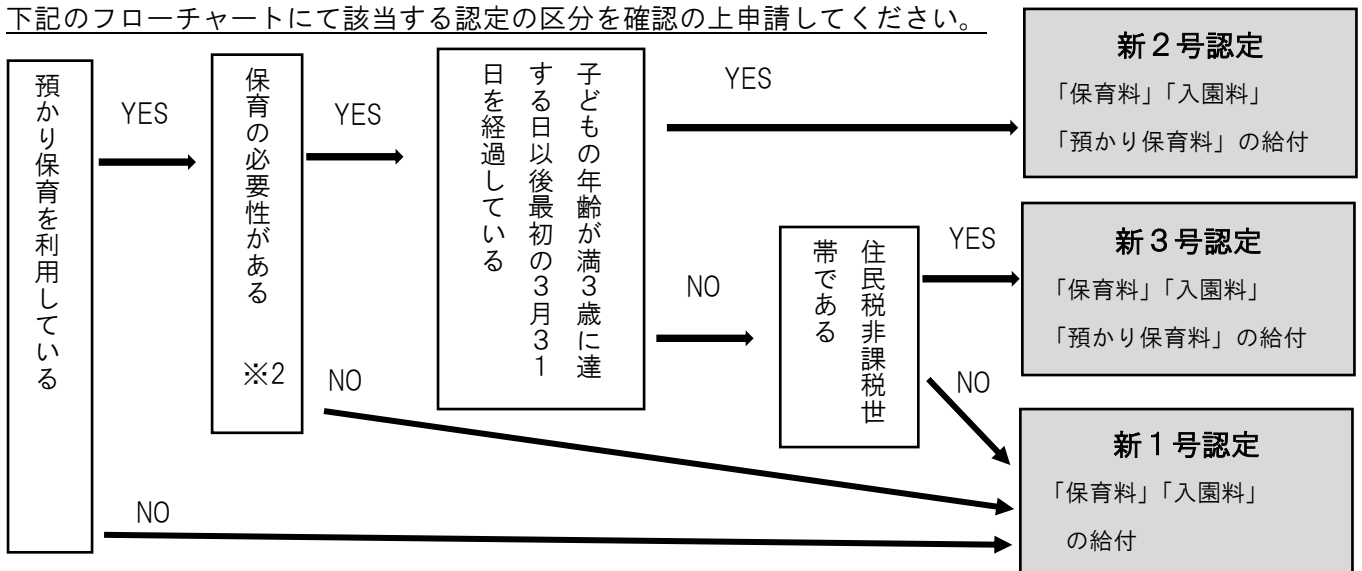 下記のフローチャートにて該当する認定の区分を確認の上申請してください。
預かり保育を利用している
YES
NO
保育の必要性がある ※2
YES
NO
子どもの年齢が満3歳に達
する日以後最初の3月31
日を経過している
YES
NO
住民税非課税世
帯である
YES
NO
新2号認定
「保育料」「入園料」
「預かり保育料」の給付
新3号認定
「保育料」「入園料」
「預かり保育料」の給付
新1号認定
「保育料」「入園料」
の給付